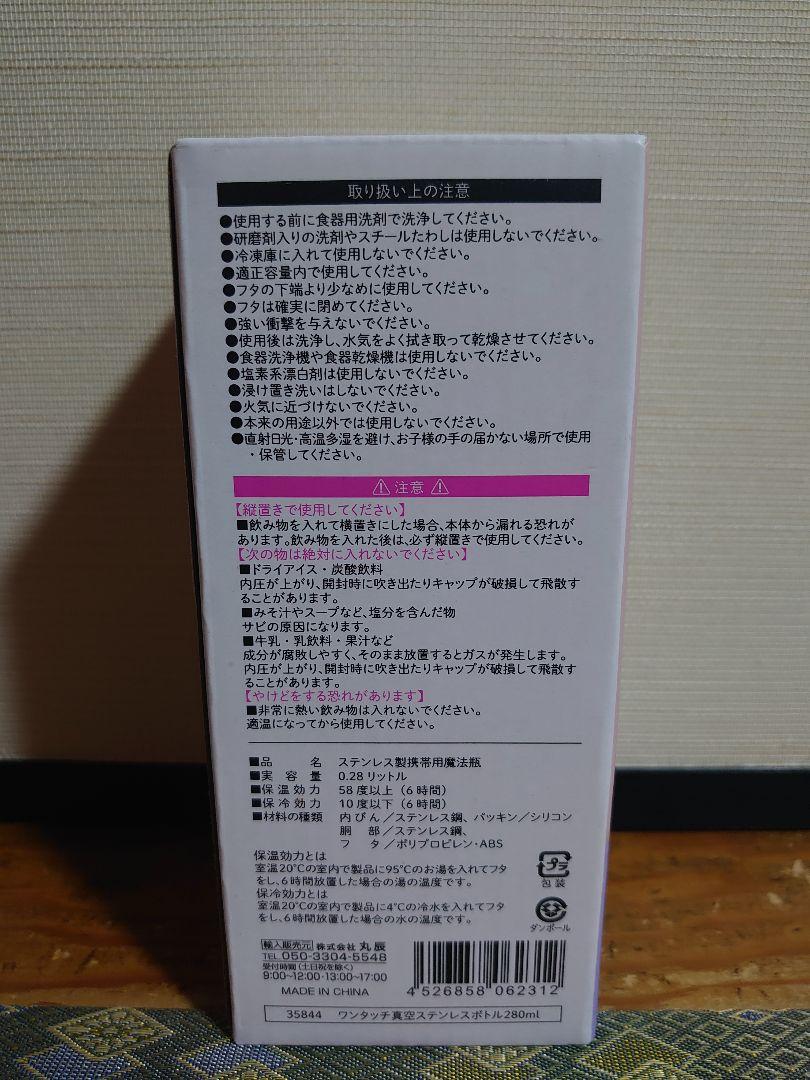 取り扱い上の注意
●使用する前に食器用洗剤で洗浄してください。
●研磨剤入りの洗剤やスチールたわしは使用しないでください。
●冷凍庫に入れて使用しないでください。
●適正容量内で使用してください。
●フタの下端より少なめに使用してください。
●フタは確実に閉めてください。
●強い衝撃を与えないでください。
●使用後は洗浄し、水気をよく拭き取って乾燥させてください。
●食器洗浄機や食器乾燥機は使用しないでください。
●塩素系漂白剤は使用しないでください。
●浸け置き洗いはしないでください。
●火気に近づけないでください。
●本来の用途以外では使用しないでください。
●直射日光・高温多湿を避け、お子様の手の届かない場所で使用
・保管してください。
⚠ 注意 ⚠
【縦置きで使用してください】
■飲み物を入れて横置きにした場合、本体から漏れる恐れが
あります。飲み物を入れた後は、必ず縦置きで使用してください。
【次の物は絶対に入れないでください】
■ドライアイス・炭酸飲料
内圧が上がり、開封時に吹き出たりキャップが破損して飛散す
ることがあります。
■みそ汁やスープなど、塩分を含んだ物
サビの原因になります。
■牛乳・乳飲料・果汁など
成分が腐敗しやすく、そのまま放置するとガスが発生します。
内圧が上がり、開封時に吹き出たりキャップが破損して飛散す
ることがあります。
【やけどをする恐れがあります】
■非常に熱い飲み物は入れないでください。
適温になってから使用してください。
■品 名 ステンレス製携帯用魔法瓶
■実 容 量 0.28リットル
■保 温 効 力 58度以上(6時間)
■保 冷 効 力 10度以下(6時間)
■材料の種類 内びん/ステンレス鋼、パッキン/シリコン
胴 部/ステンレス鋼、
フ タ/ポリプロピレン・ABS
保温効力とは
室温20℃の室内で製品に95℃のお湯を入れてフタ
をし、6時間放置した場合の湯の温度です。
保冷効力とは
室温20℃の室内で製品に4℃の冷水を入れてフタ
をし、6時間放置した場合の水の温度です。
プラ
包装
ダンボール
輸入販売元 株式会社 丸辰
TEL 050-3304-5548
受付時間(土日祝を除く)
9:00~12:00・13:00~17:00
MADE IN CHINA
4 526858 062312
35844 ワンタッチ真空ステンレスボトル280ml